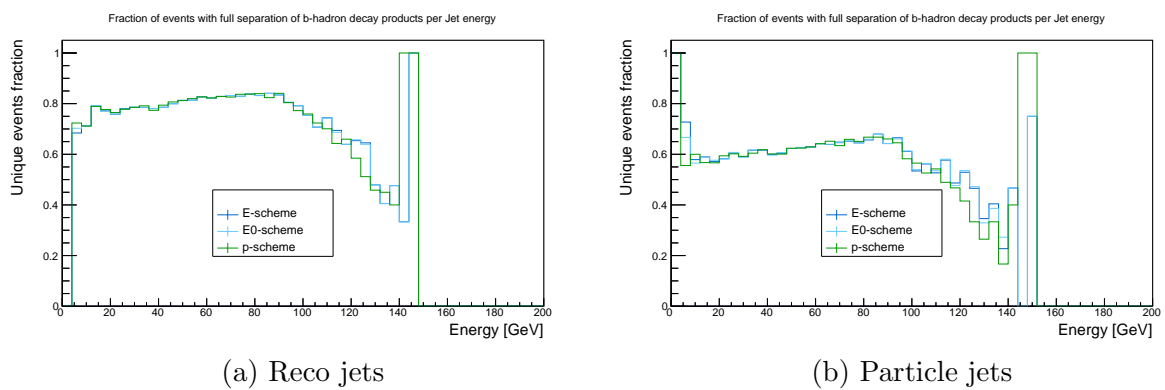 Fraction of events with full separation of b-hadron decay products per Jet energy
Unique events fraction
1
0.8
0.6
0.4
0.2
0
E-scheme
E0-scheme
p-scheme
0 20 40 60 80 100 120 140 160 180 200
Energy [GeV]
(a) Reco jets
Fraction of events with full separation of b-hadron decay products per Jet energy
Unique events fraction
1
0.8
0.6
0.4
0.2
0
E-scheme
E0-scheme
p-scheme
0 20 40 60 80 100 120 140 160 180 200
Energy [GeV]
(b) Particle jets